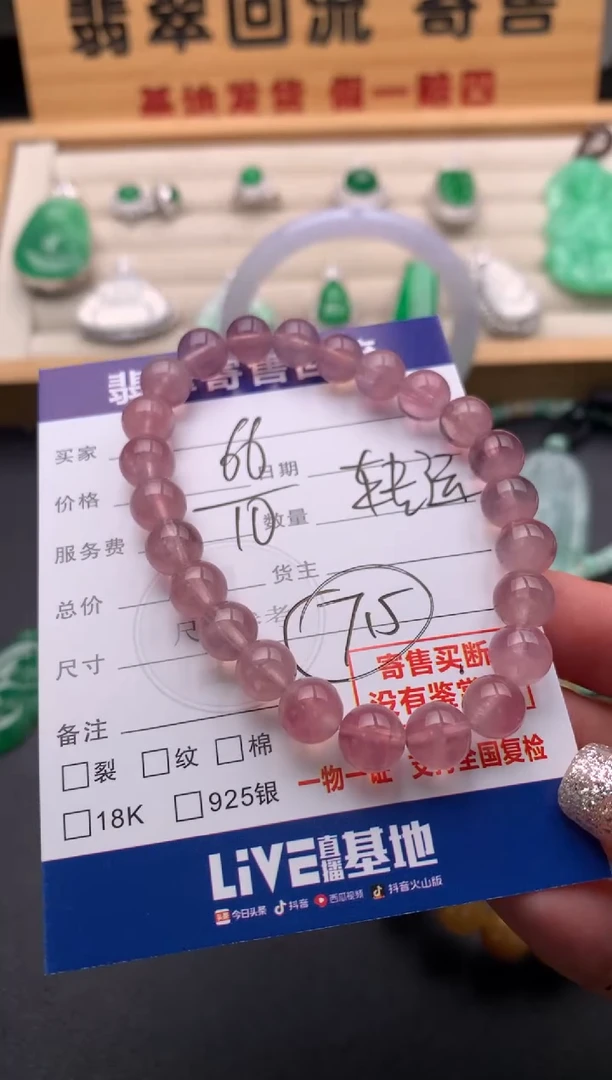 翡翠回流 寄售
基地发货 假一赔四
翡翠寄售
买家
66
日期
转运
价格
10
数量
服务费
货主
总价
175
尺寸
寄售买断
没有鉴赏
备注
□裂 □纹 □棉
一物一证 支持全国复检
□18K □925银
LiVE直播基地
今日头条 抖音 西瓜视频 抖音火山版